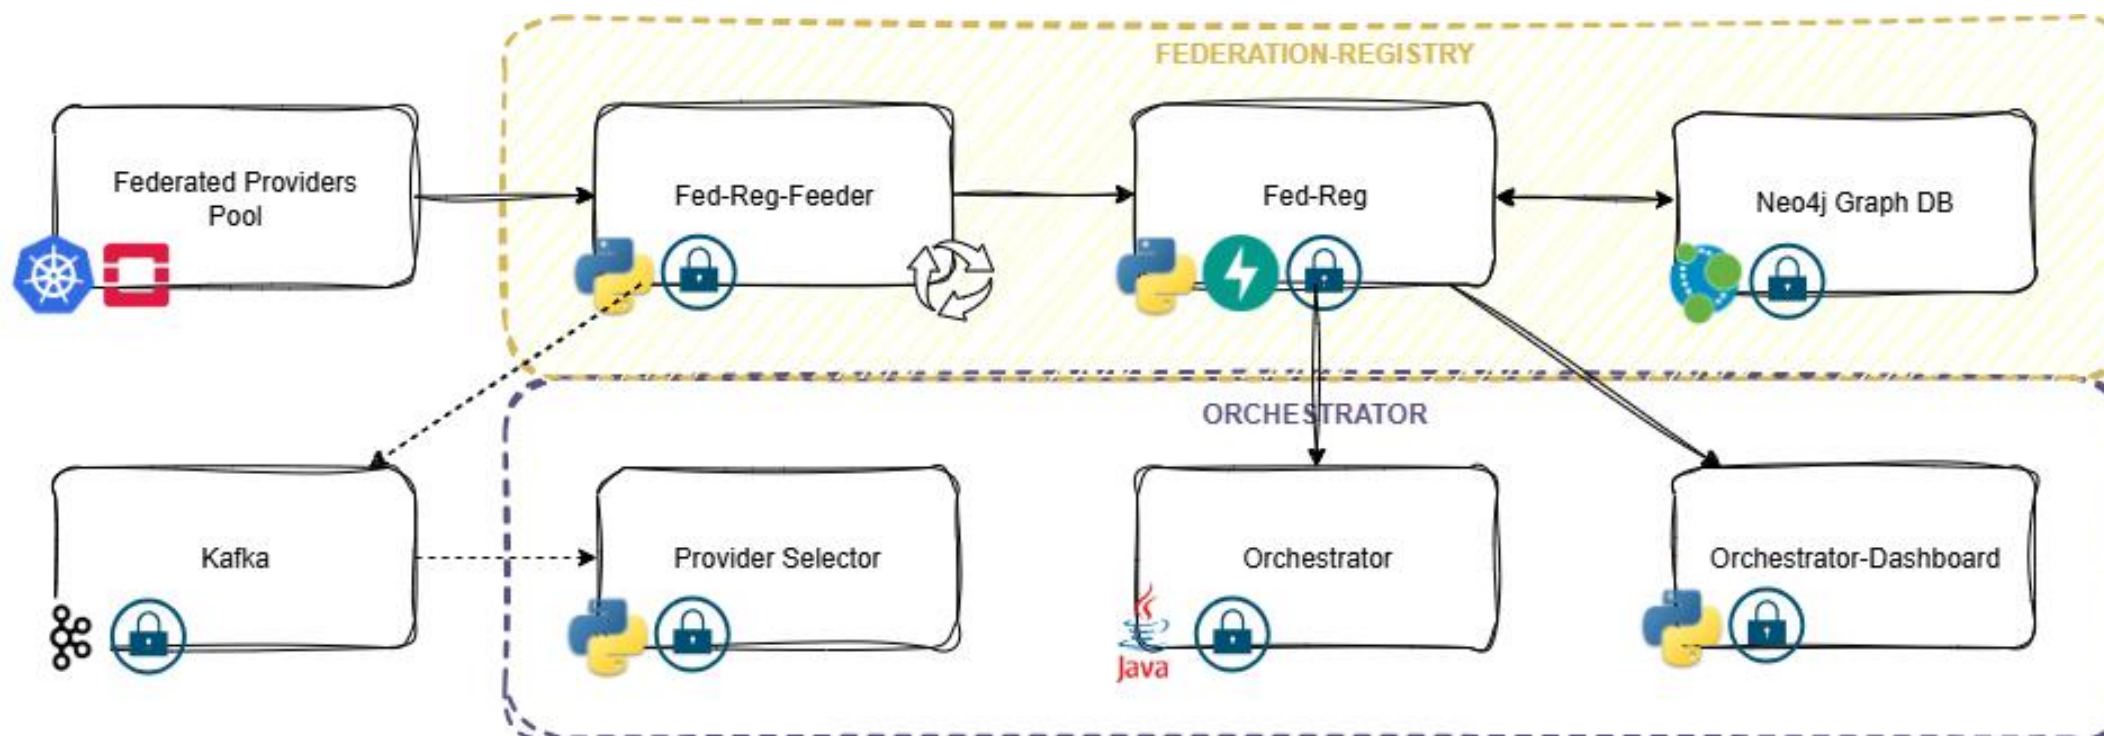 FEDERATION-REGISTRY
Federated Providers
Pool
Fed-Reg-Feeder
Fed-Reg
Neo4j Graph DB
ORCHESTRATOR
Kafka
Provider Selector
Orchestrator
Orchestrator-Dashboard
Java